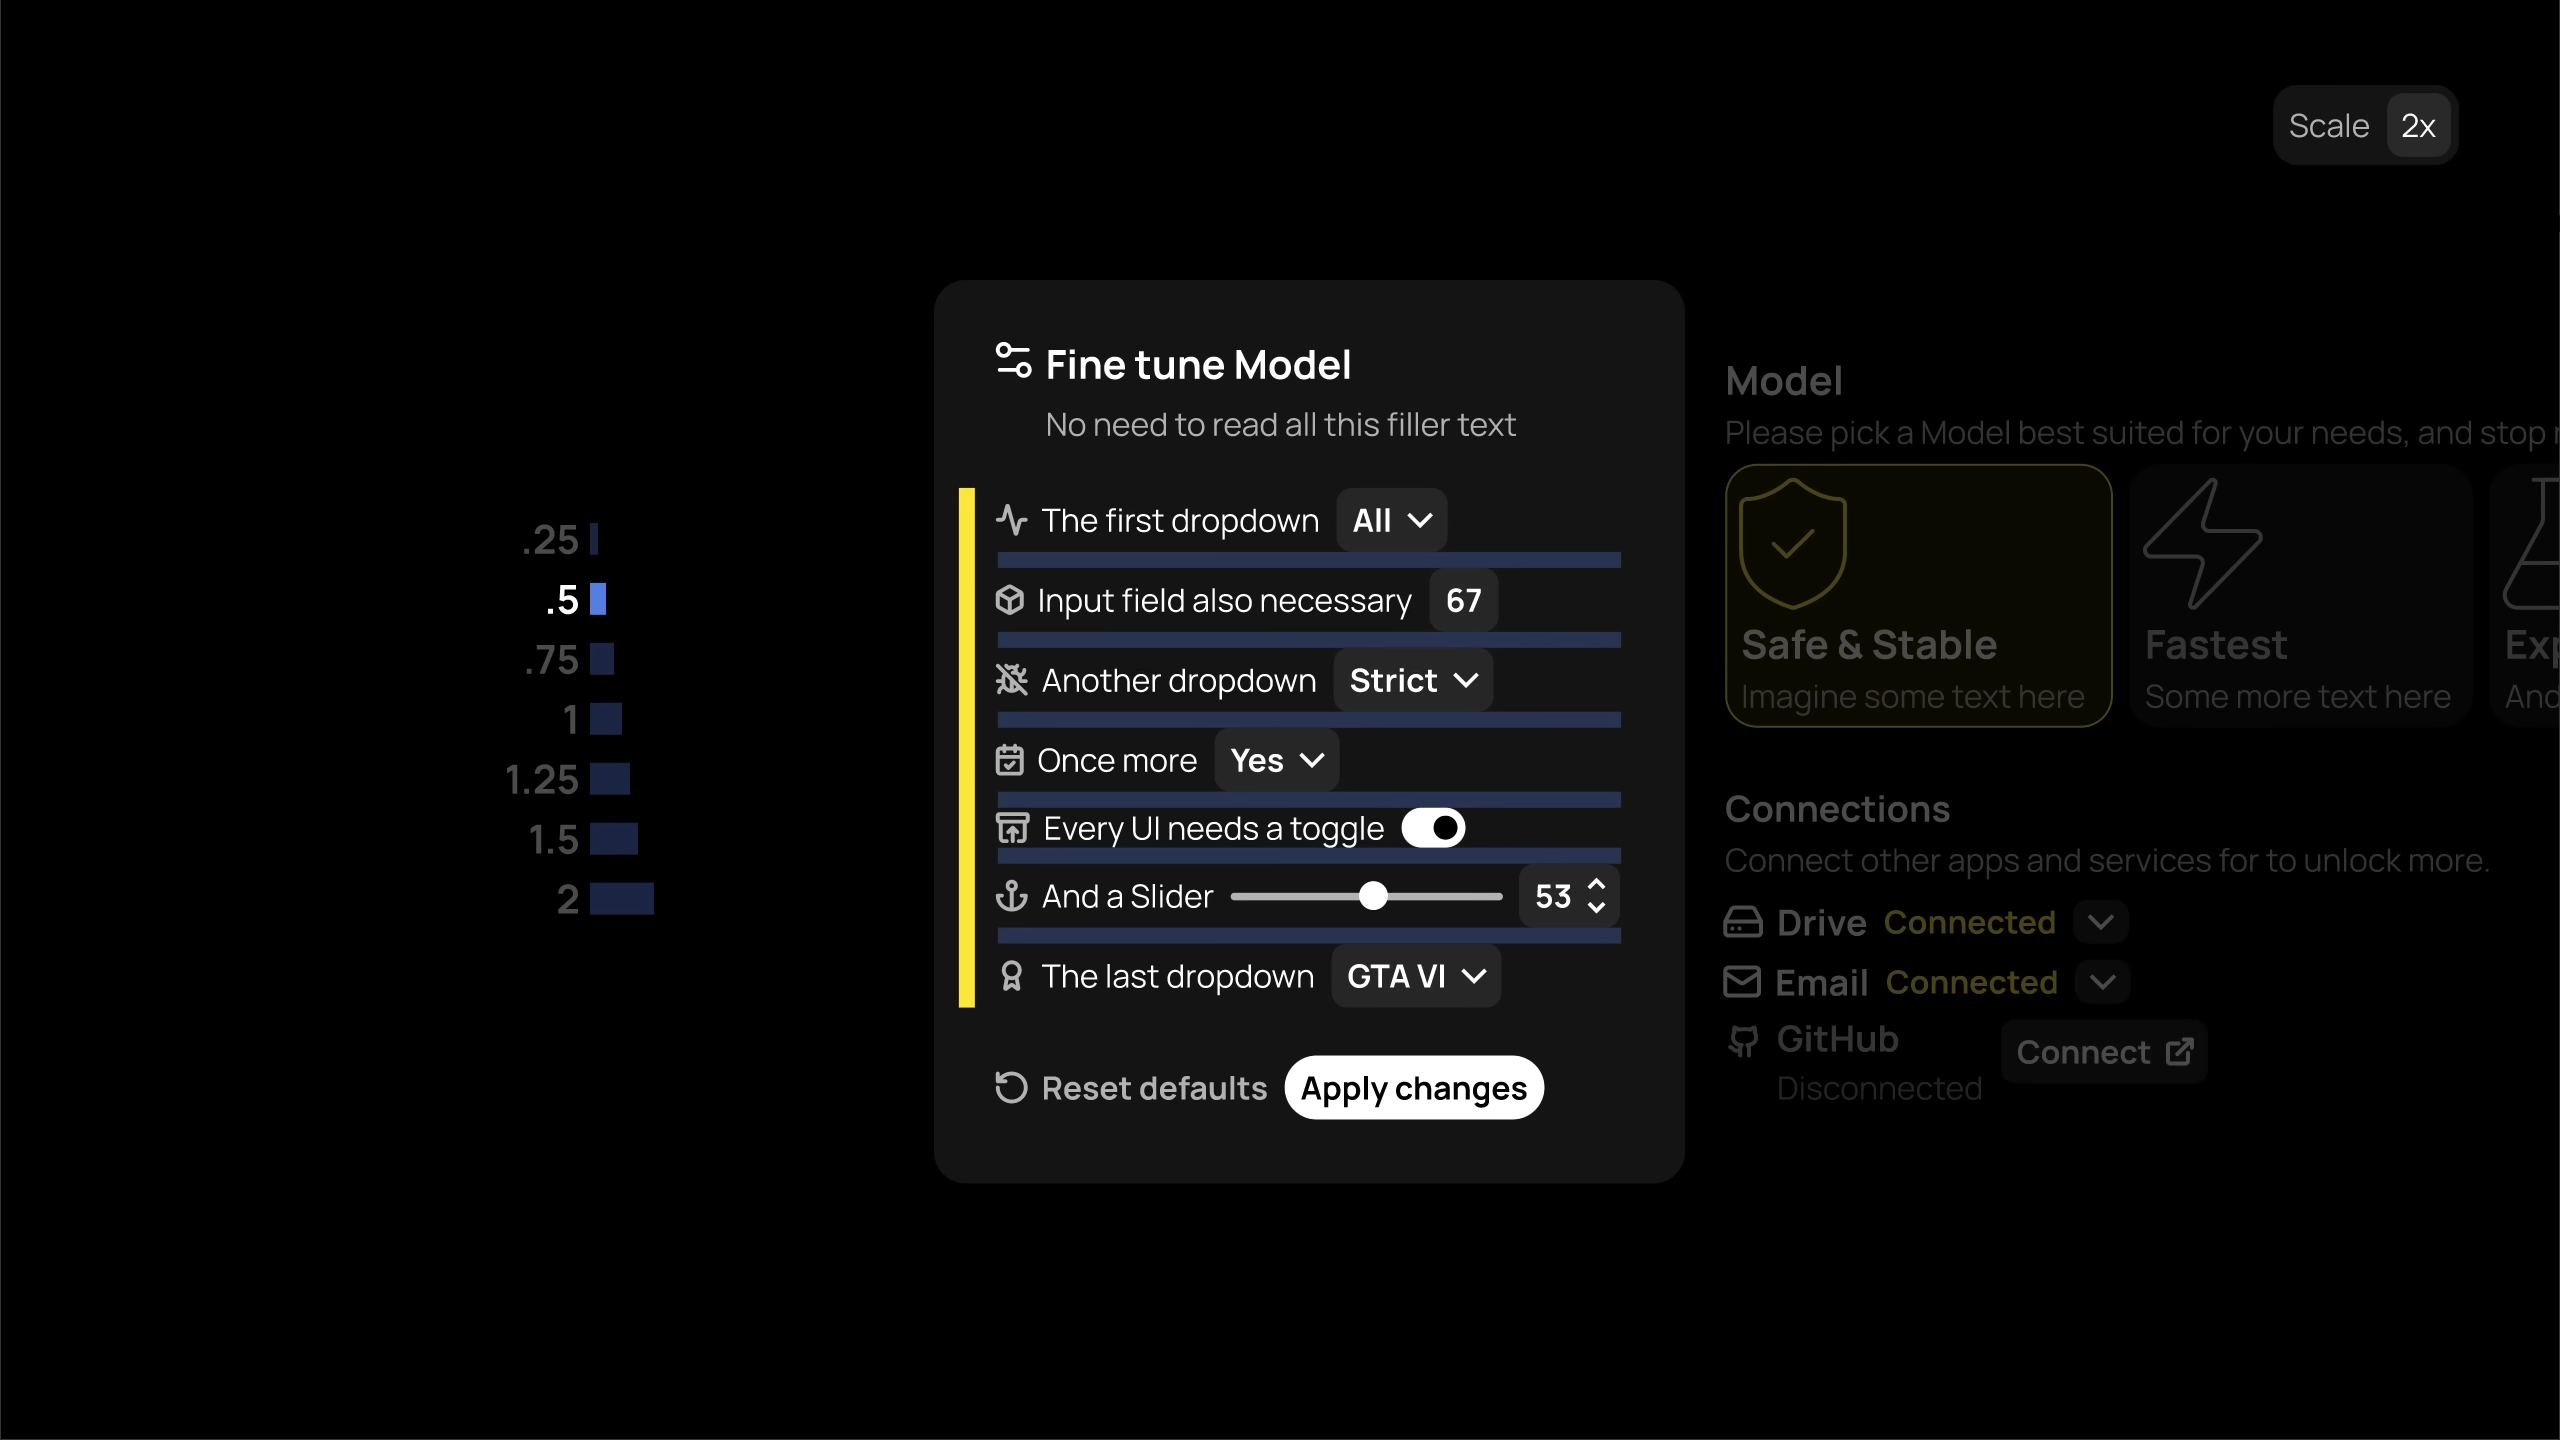 Scale 2x
.25
.5
.75
1
1.25
1.5
2
Fine tune Model
No need to read all this filler text
The first dropdown All
Input field also necessary 67
Another dropdown Strict
Once more Yes
Every UI needs a toggle
And a Slider 53
The last dropdown GTA VI
Reset defaults Apply changes
Model
Please pick a Model best suited for your needs, and stop
Safe & Stable
Imagine some text here
Fastest
Some more text here
Connections
Connect other apps and services for to unlock more.
Drive Connected
Email Connected
GitHub
Disconnected
Connect